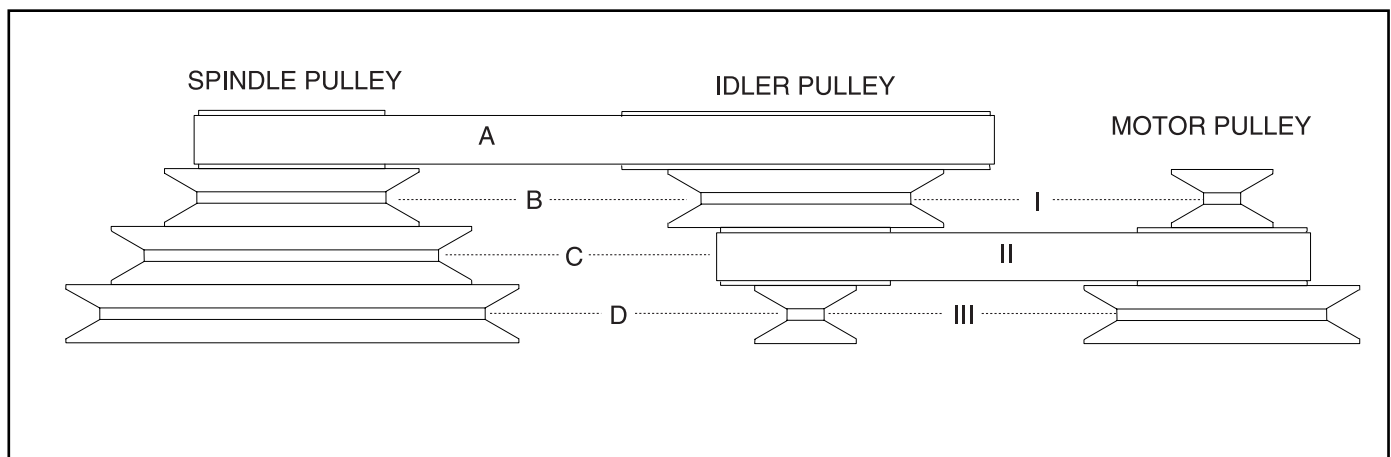 SPINDLE PULLEY
IDLER PULLEY
MOTOR PULLEY
A
B
I
C
II
D
III